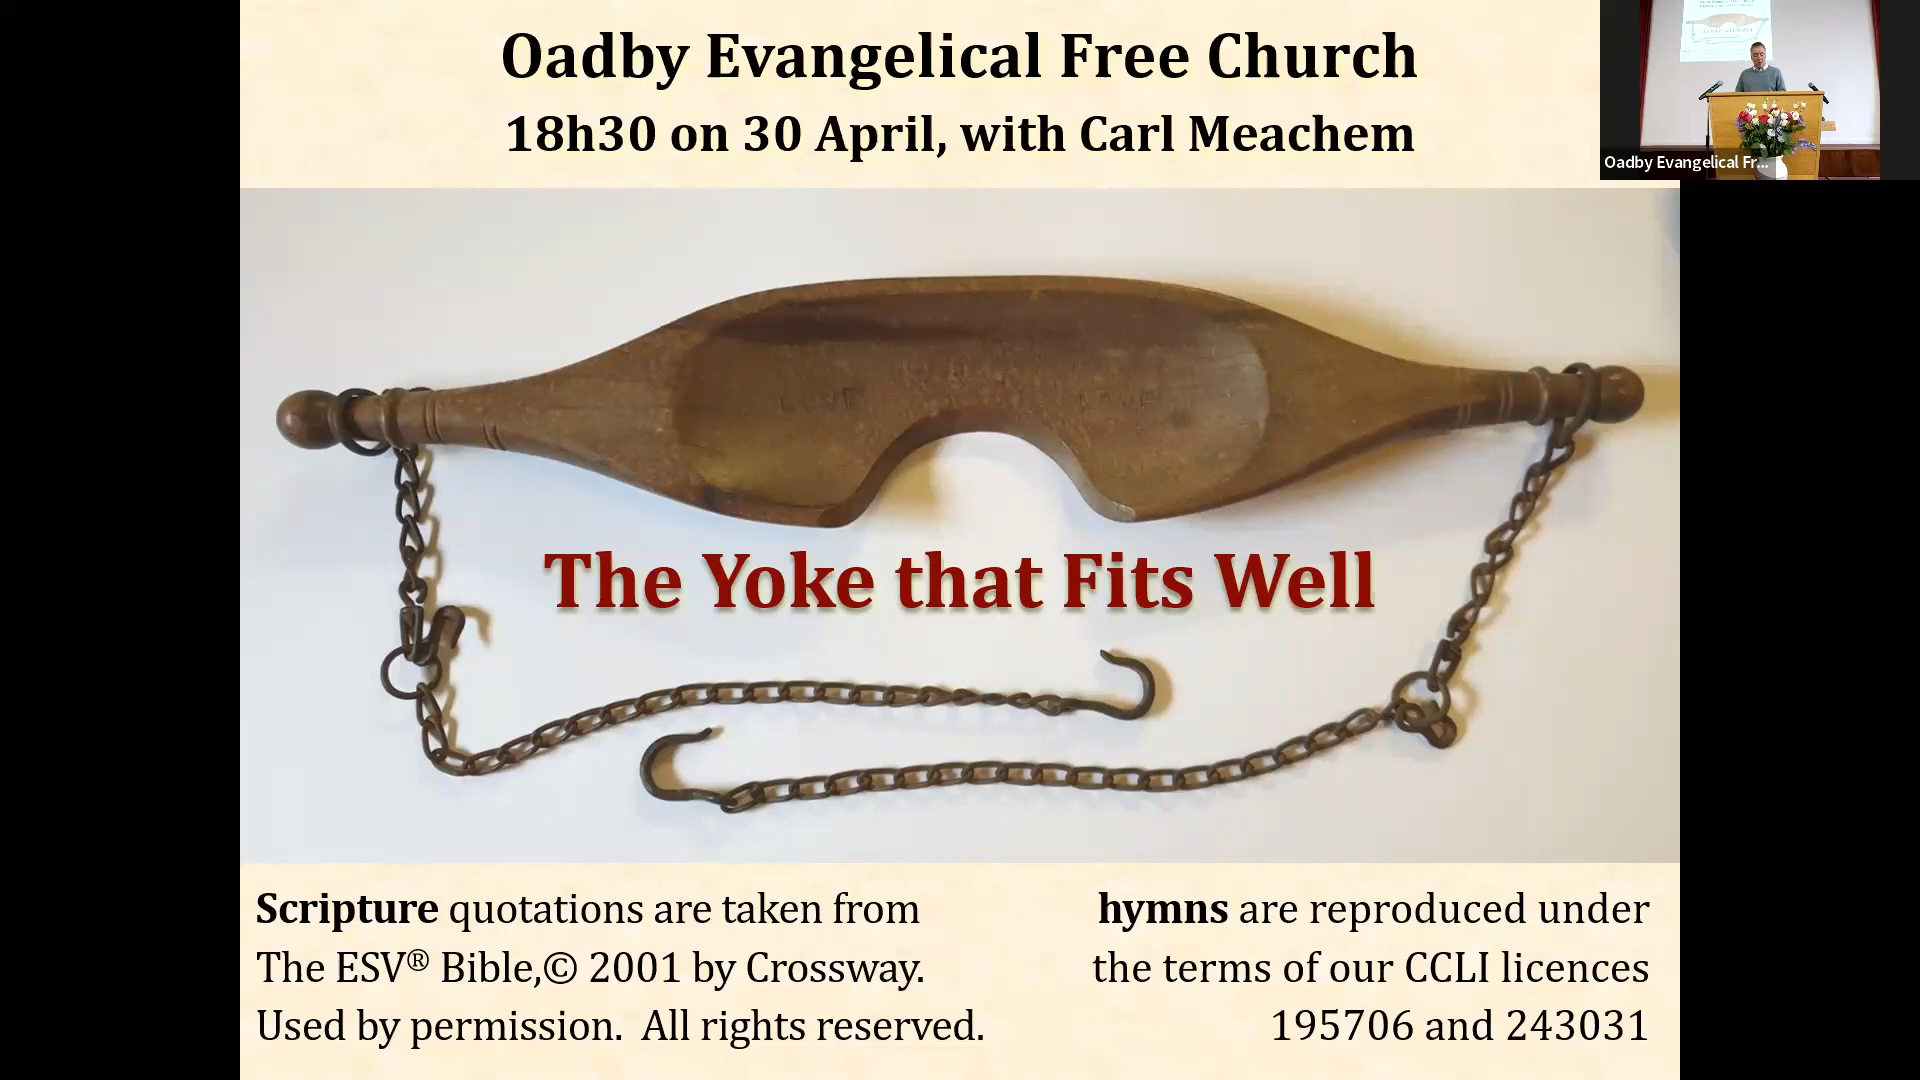 Oadby Evangelical Free Church
18h30 on 30 April, with Carl Meachem
Oadby Evangelical Fr...
LOVE
The Yoke that Fits Well
Scripture quotations are taken from
The ESV® Bible,© 2001 by Crossway.
Used by permission.  All rights reserved.
hymns are reproduced under
the terms of our CCLI licences
195706 and 243031